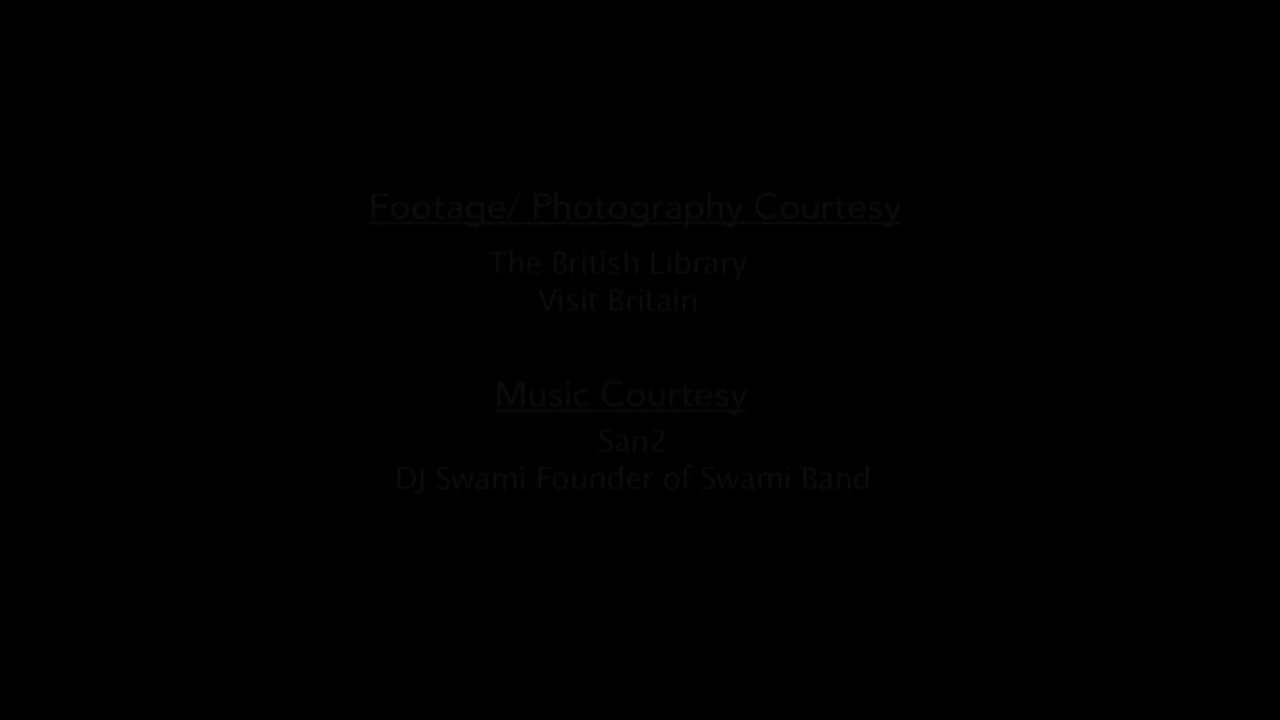 Footage/ Photography Courtesy
The British Library
Visit Britain
Music Courtesy
San2
DJ Swami Founder of Swami Band